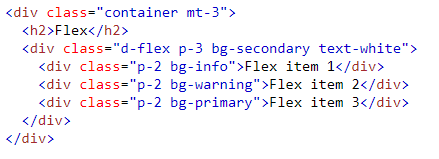 <div class="container mt-3">
  <h2>Flex</h2>
  <div class="d-flex p-3 bg-secondary text-white">
    <div class="p-2 bg-info">Flex item 1</div>
    <div class="p-2 bg-warning">Flex item 2</div>
    <div class="p-2 bg-primary">Flex item 3</div>
  </div>
</div>